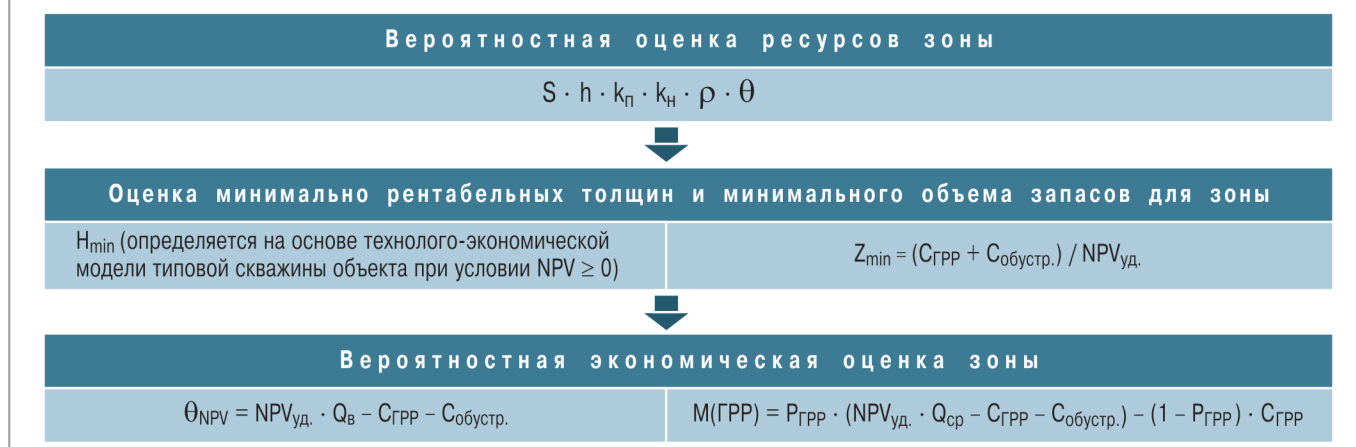 Вероятностная оценка ресурсов зоны
S · h · kп · kн · ρ · θ
Оценка минимально рентабельных толщин и минимального объема запасов для зоны
Hmin (определяется на основе технолого-экономической
модели типовой скважины объекта при условии NPV ≥ 0)
Zmin = (CГРР + Cобустр.) / NPVуд.
Вероятностная экономическая оценка зоны
θNPV = NPVуд. · Qв – CГРР – Cобустр.
M(ГРР) = PГРР · (NPVуд. · Qср – CГРР – Cобустр.) – (1 – PГРР) · CГРР